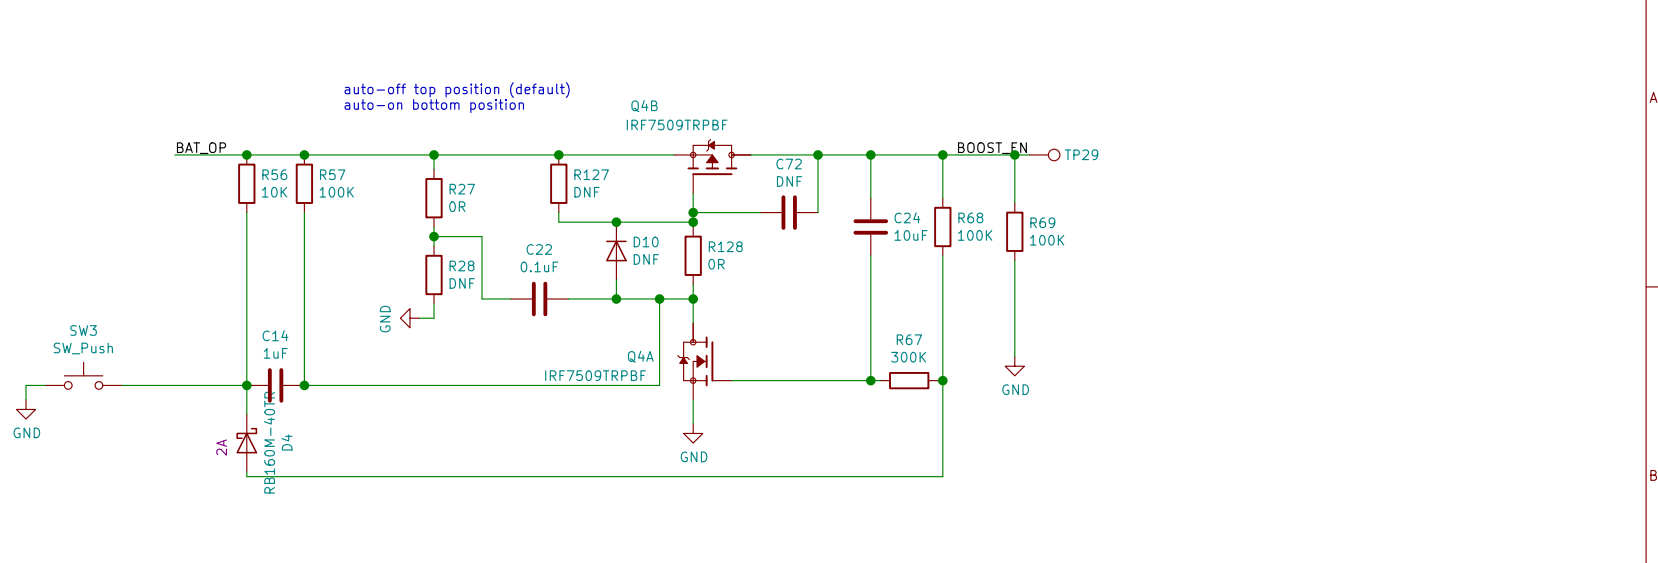 auto-off top position (default)
auto-on bottom position
Q4B
IRF7509TRPBF
A
BAT_OP
BOOST_EN
TP29
C72
DNF
R56
10K
R57
100K
R127
DNF
R27
0R
C24
10uF
R68
100K
R69
100K
D10
DNF
R128
0R
C22
0.1uF
R28
DNF
GND
SW3
SW_Push
C14
1uF
Q4A
IRF7509TRPBF
R67
300K
GND
GND
2A
RB160M-40TR
D4
GND
B